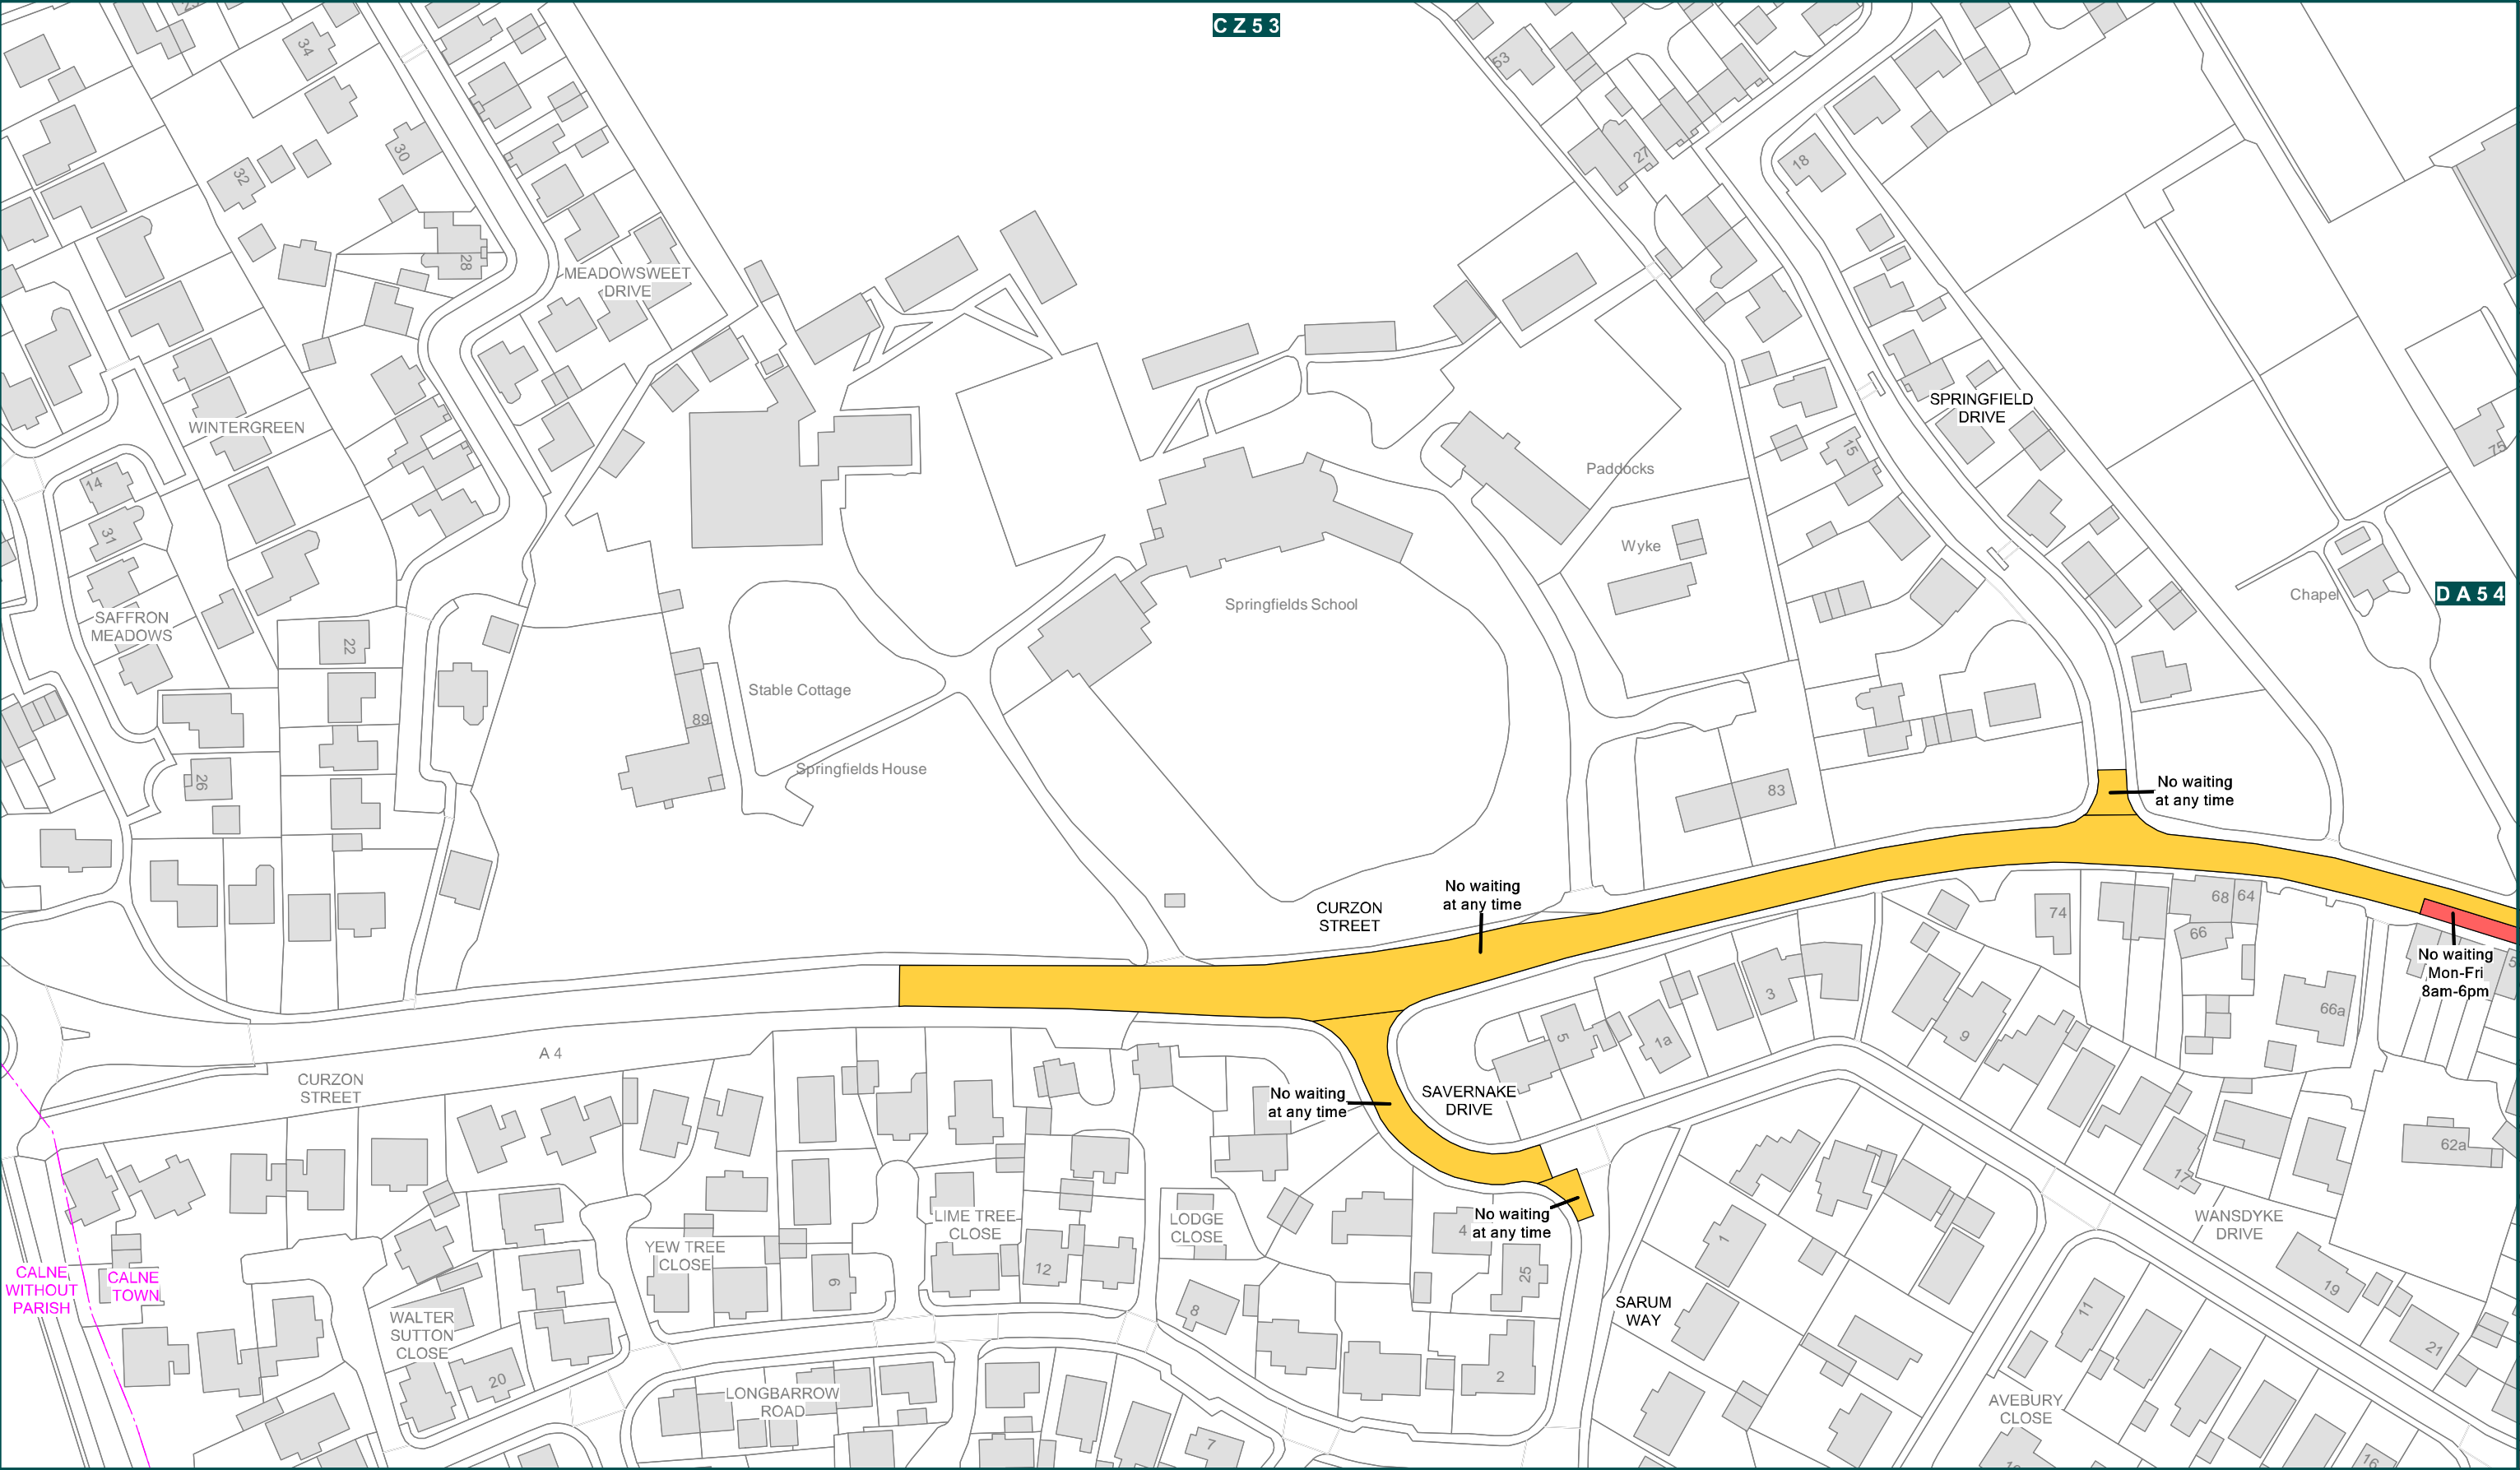 CZ53
34
53
30
32
27
18
28
MEADOWSWEET
DRIVE
SPRINGFIELD
DRIVE
WINTERGREEN
15
75
Paddocks
14
31
Wyke
Chapel
DA54
Springfields School
SAFFRON
MEADOWS
22
Stable Cottage
89
Springfields House
26
83
No waiting
at any time
No waiting
at any time
CURZON
STREET
74
68
64
66
No waiting
Mon-Fri
8am-6pm
66a
3
5
1a
9
A 4
CURZON
STREET
No waiting
at any time
SAVERNAKE
DRIVE
62a
17
No waiting
at any time
LIME TREE
CLOSE
LODGE
CLOSE
4
1
WANSDYKE
DRIVE
YEW TREE
CLOSE
12
9
25
CALNE
WITHOUT
PARISH
CALNE
TOWN
8
SARUM
WAY
11
19
21
WALTER
SUTTON
CLOSE
20
2
LONGBARROW
ROAD
AVEBURY
CLOSE
7
16